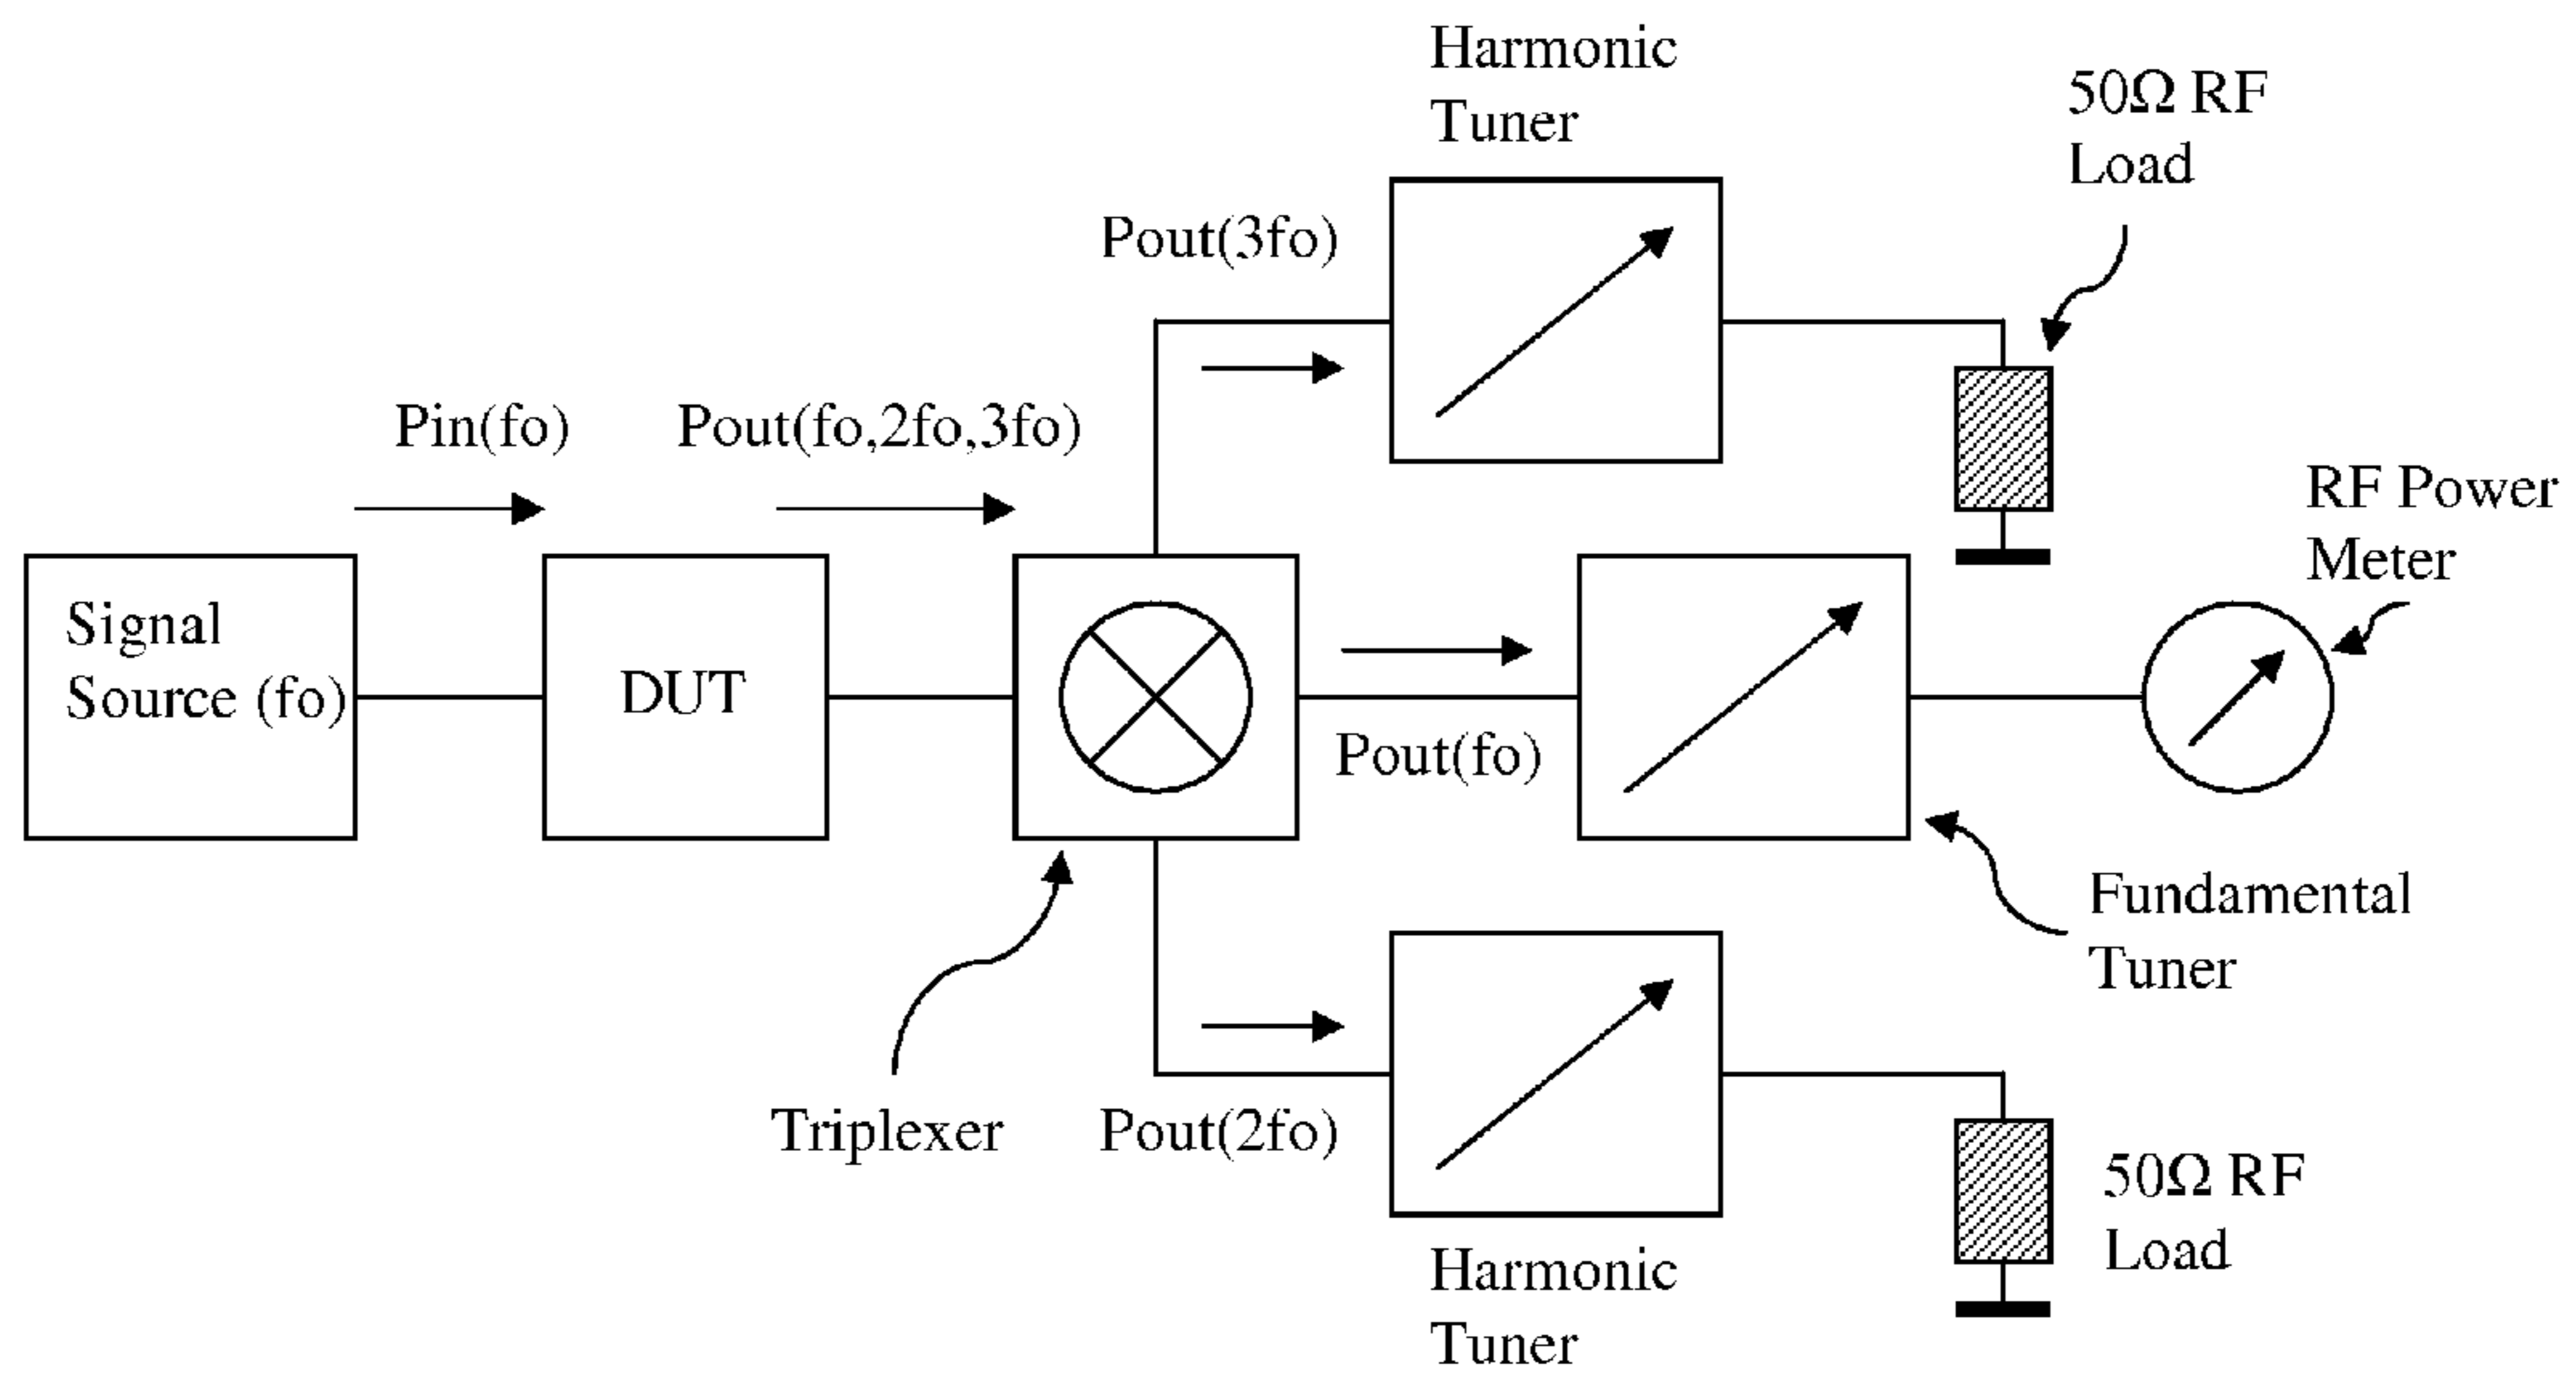 Harmonic
Tuner
50Ω RF
Load
Pout(3fo)
Pin(fo)
Pout(fo,2fo,3fo)
RF Power
Meter
Signal
Source (fo)
DUT
Pout(fo)
Fundamental
Tuner
Triplexer
Pout(2fo)
50Ω RF
Load
Harmonic
Tuner